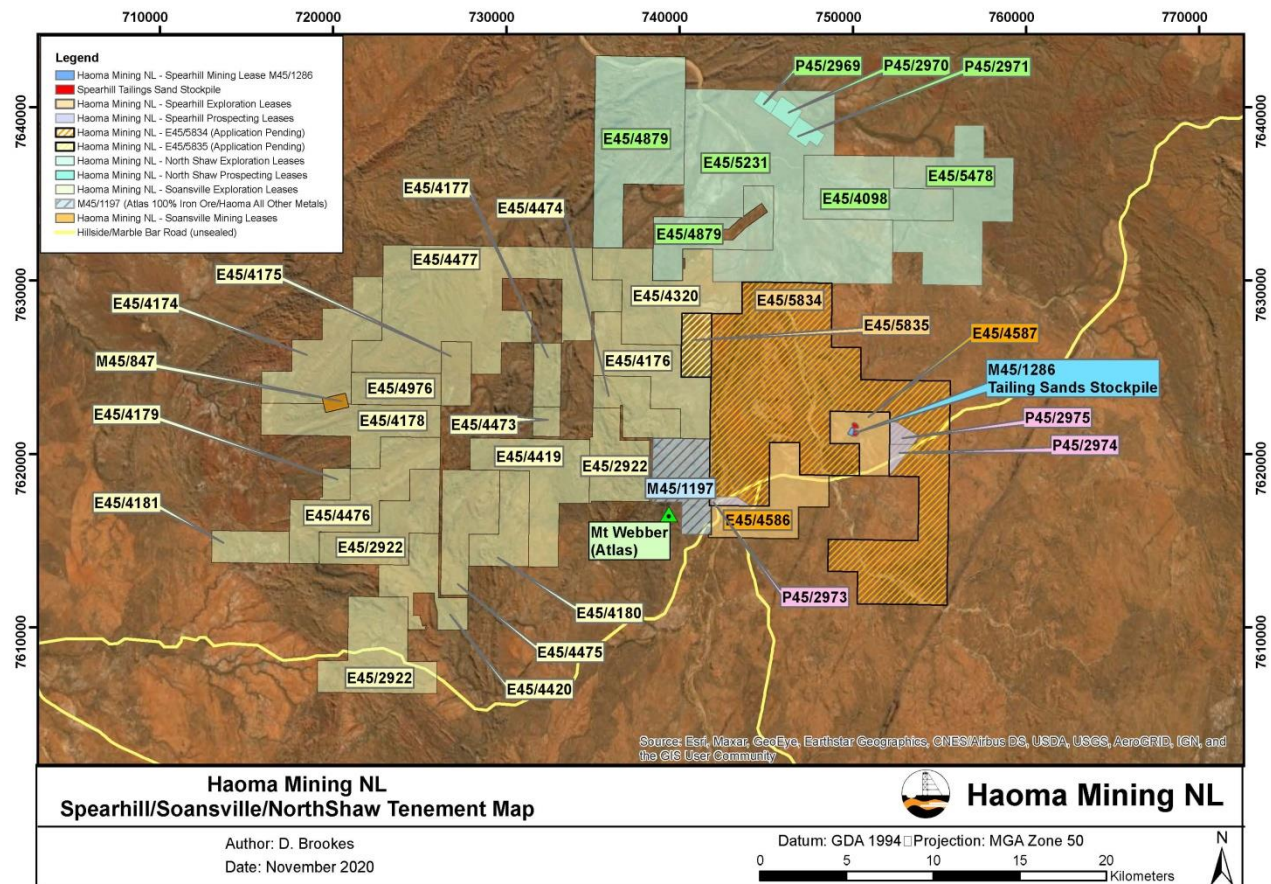 710000
720000
730000
740000
750000
760000
770000
7640000
7630000
7620000
7610000
7640000
7630000
7620000
7610000
Legend
Haoma Mining NL - Spearhill Mining Lease M45/1286
Spearhill Tailings Sand Stockpile
Haoma Mining NL - Spearhill Exploration Leases
Haoma Mining NL - Spearhill Prospecting Leases
Haoma Mining NL - E45/5834 (Application Pending)
Haoma Mining NL - E45/5835 (Application Pending)
Haoma Mining NL - North Shaw Exploration Leases
Haoma Mining NL - North Shaw Prospecting Leases
Haoma Mining NL - Soansville Exploration Leases
M45/1197 (Atlas 100% Iron Ore/Haoma All Other Metals)
Haoma Mining NL - Soansville Mining Leases
Hillside/Marble Bar Road (unsealed)
P45/2969
P45/2970
P45/2971
E45/4879
E45/5231
E45/5478
E45/4098
E45/4177
E45/4474
E45/4879
E45/4477
E45/4175
E45/4320
E45/5834
E45/4174
E45/5835
E45/4587
M45/847
E45/4176
M45/1286
Tailing Sands Stockpile
E45/4976
E45/4179
E45/4178
E45/4473
P45/2975
P45/2974
E45/4419
E45/2922
M45/1197
E45/4181
E45/4476
E45/4586
Mt Webber
(Atlas)
E45/2922
P45/2973
E45/4180
E45/4475
E45/2922
E45/4420
Source: Esri, Maxar, GeoEye, Earthstar Geographics, CNES/Airbus DS, USDA, USGS, AeroGRID, IGN, and
the GIS User Community
Haoma Mining NL
Spearhill/Soansville/NorthShaw Tenement Map
Haoma Mining NL
Author: D. Brookes
Date: November 2020
Datum: GDA 1994 □ Projection: MGA Zone 50
0 5 10 15 20
Kilometers
N